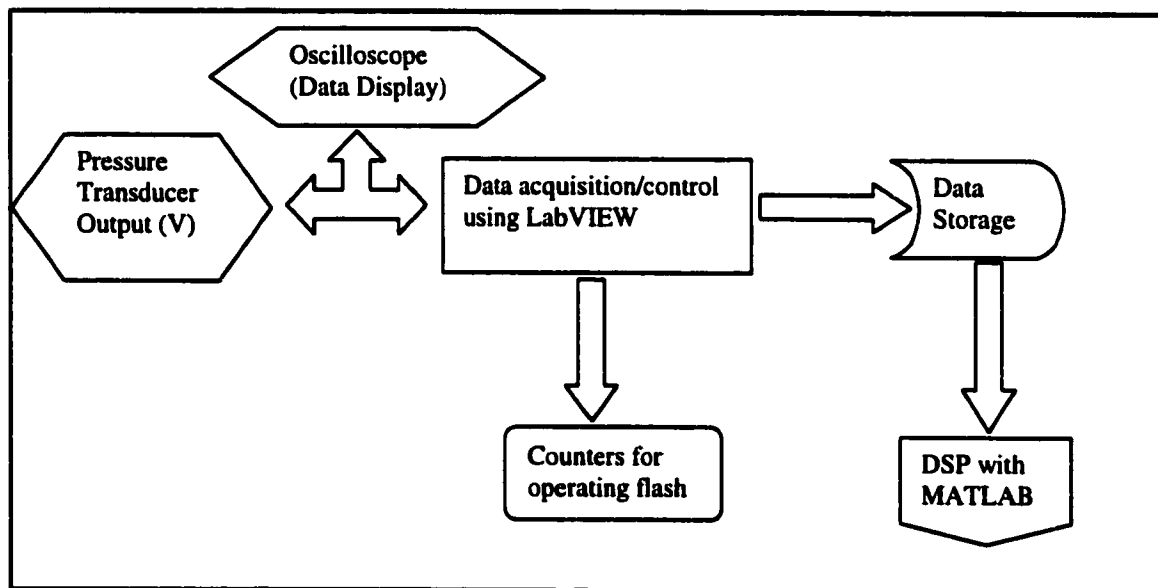 Oscilloscope
(Data Display)
Pressure
Transducer
Output (V)
Data acquisition/control
using LabVIEW
Data
Storage
Counters for
operating flash
DSP with
MATLAB